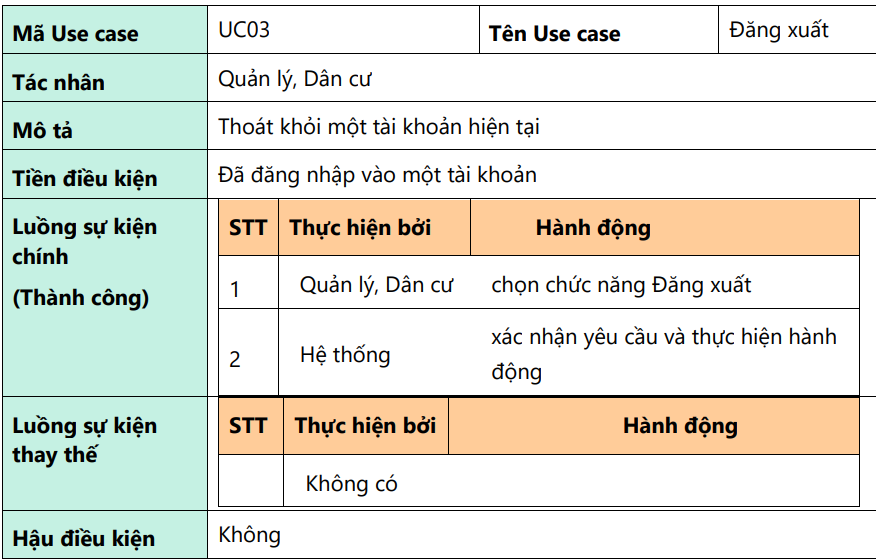 Mã Use case UC03 Tên Use case Đăng xuất
Tác nhân Quản lý, Dân cư
Mô tả Thoát khỏi một tài khoản hiện tại
Tiền điều kiện Đã đăng nhập vào một tài khoản
Luồng sự kiện
chính
(Thành công)
STT Thực hiện bởi Hành động
1 Quản lý, Dân cư chọn chức năng Đăng xuất
2 Hệ thống xác nhận yêu cầu và thực hiện hành
động
Luồng sự kiện
thay thế
STT Thực hiện bởi Hành động
Không có
Hậu điều kiện Không